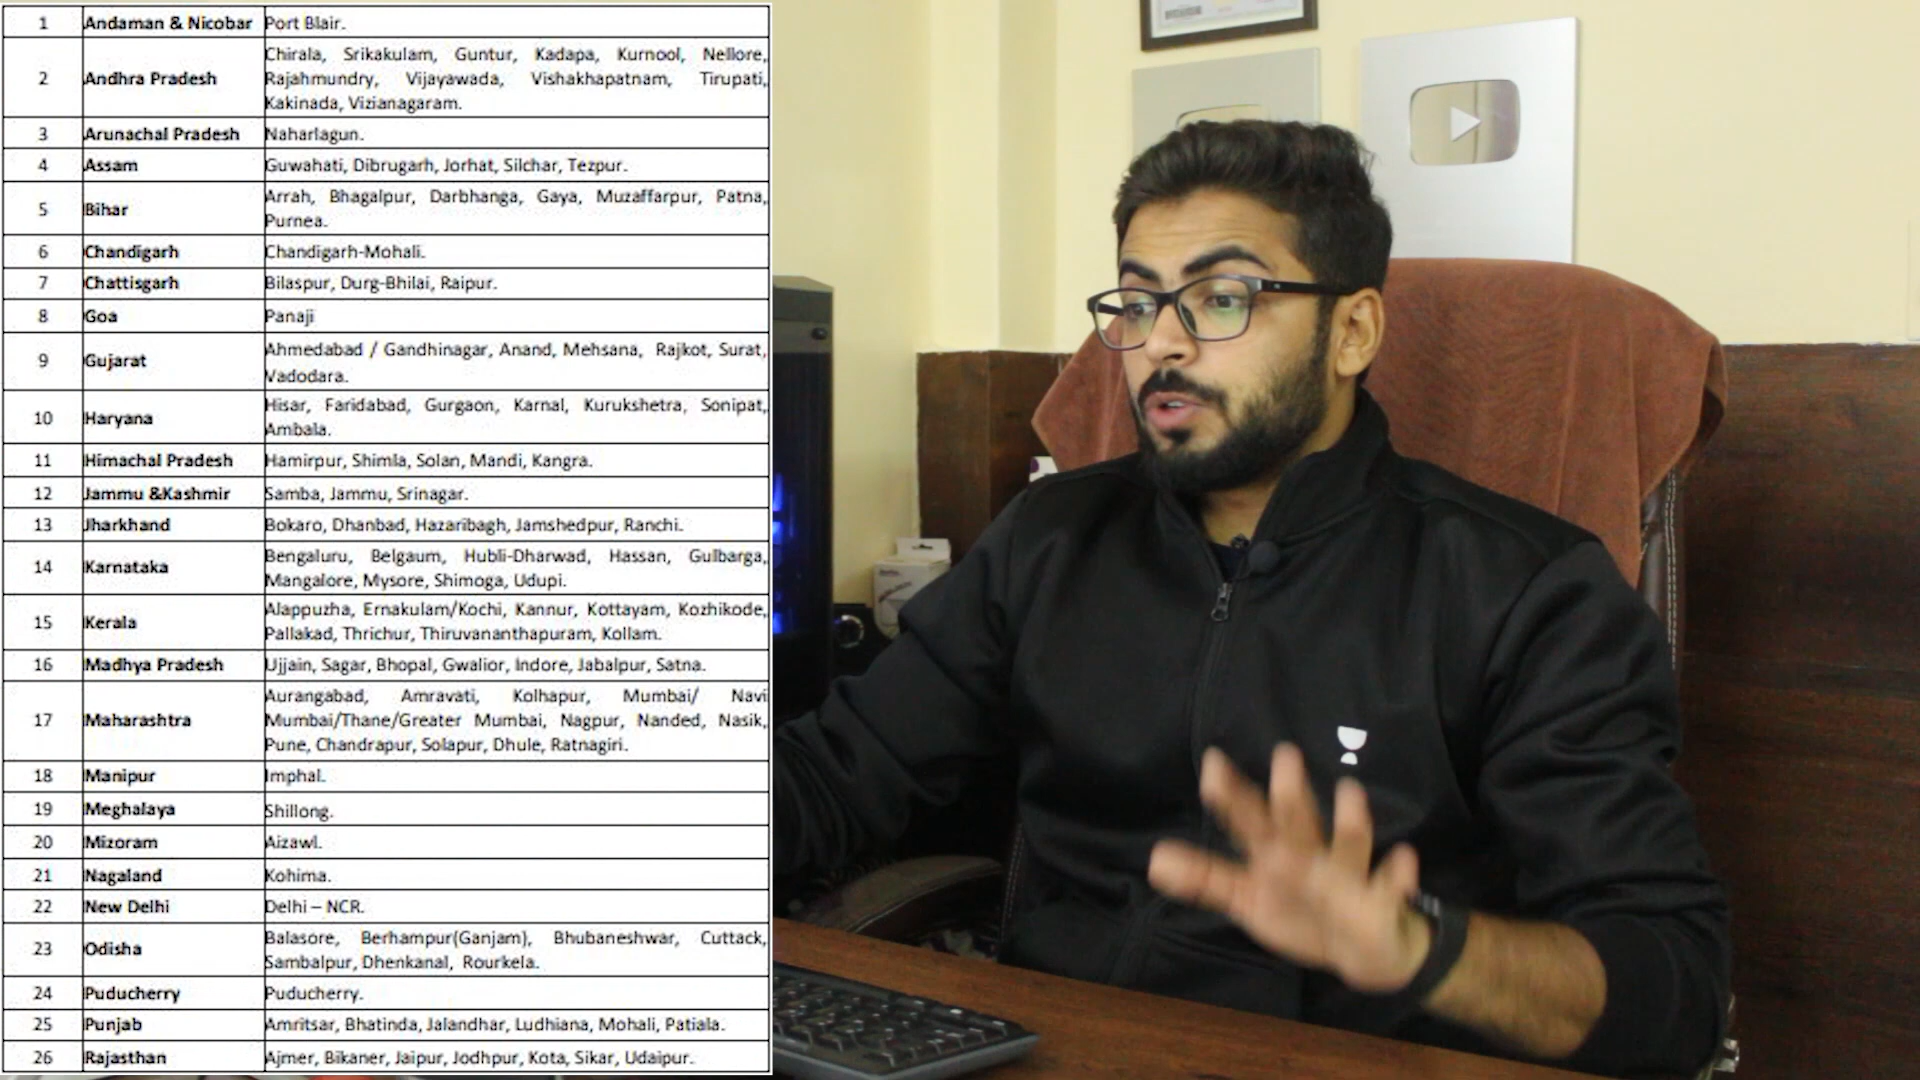 1 Andaman & Nicobar Port Blair.
2 Andhra Pradesh Chirala, Srikakulam, Guntur, Kadapa, Kurnool, Nellore,
Rajahmundry, Vijayawada, Vishakhapatnam, Tirupati,
Kakinada, Vizianagaram.
3 Arunachal Pradesh Naharlagun.
4 Assam Guwahati, Dibrugarh, Jorhat, Silchar, Tezpur.
5 Bihar Arrah, Bhagalpur, Darbhanga, Gaya, Muzaffarpur, Patna,
Purnea.
6 Chandigarh Chandigarh-Mohali.
7 Chattisgarh Bilaspur, Durg-Bhilai, Raipur.
8 Goa Panaji
9 Gujarat Ahmedabad / Gandhinagar, Anand, Mehsana, Rajkot, Surat,
Vadodara.
10 Haryana Hisar, Faridabad, Gurgaon, Karnal, Kurukshetra, Sonipat,
Ambala.
11 Himachal Pradesh Hamirpur, Shimla, Solan, Mandi, Kangra.
12 Jammu &Kashmir Samba, Jammu, Srinagar.
13 Jharkhand Bokaro, Dhanbad, Hazaribagh, Jamshedpur, Ranchi.
14 Karnataka Bengaluru, Belgaum, Hubli-Dharwad, Hassan, Gulbarga,
Mangalore, Mysore, Shimoga, Udupi.
15 Kerala Alappuzha, Ernakulam/Kochi, Kannur, Kottayam, Kozhikode,
Pallakad, Thrichur, Thiruvananthapuram, Kollam.
16 Madhya Pradesh Ujjain, Sagar, Bhopal, Gwalior, Indore, Jabalpur, Satna.
17 Maharashtra Aurangabad, Amravati, Kolhapur, Mumbai/ Navi
Mumbai/Thane/Greater Mumbai, Nagpur, Nanded, Nasik,
Pune, Chandrapur, Solapur, Dhule, Ratnagiri.
18 Manipur Imphal.
19 Meghalaya Shillong.
20 Mizoram Aizawl.
21 Nagaland Kohima.
22 New Delhi Delhi – NCR.
23 Odisha Balasore, Berhampur(Ganjam), Bhubaneshwar, Cuttack,
Sambalpur, Dhenkanal, Rourkela.
24 Puducherry Puducherry.
25 Punjab Amritsar, Bhatinda, Jalandhar, Ludhiana, Mohali, Patiala.
26 Rajasthan Ajmer, Bikaner, Jaipur, Jodhpur, Kota, Sikar, Udaipur.